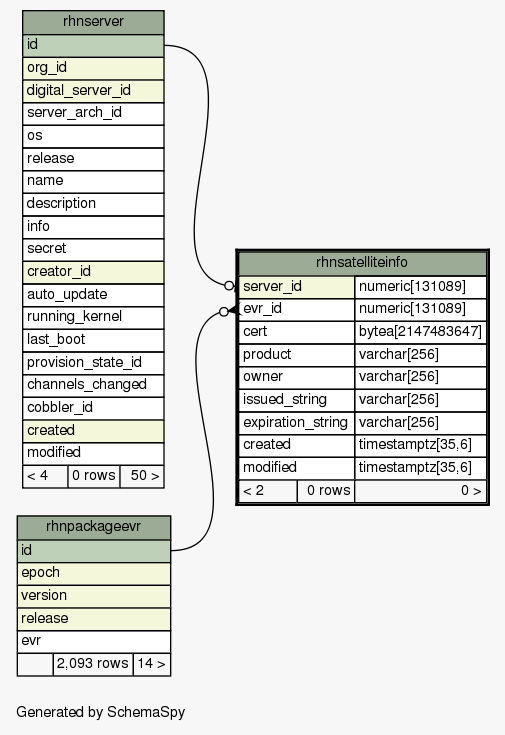 rhnserver
id
org_id
digital_server_id
server_arch_id
os
release
name
description
info
secret
creator_id
auto_update
running_kernel
last_boot
provision_state_id
channels_changed
cobbler_id
created
modified
< 4 0 rows 50 >
rhnsatelliteinfo
server_id numeric[131089]
evr_id numeric[131089]
cert bytea[2147483647]
product varchar[256]
owner varchar[256]
issued_string varchar[256]
expiration_string varchar[256]
created timestamptz[35,6]
modified timestamptz[35,6]
< 2 0 rows 0 >
rhnpackageevr
id
epoch
version
release
evr
2,093 rows 14 >
Generated by SchemaSpy